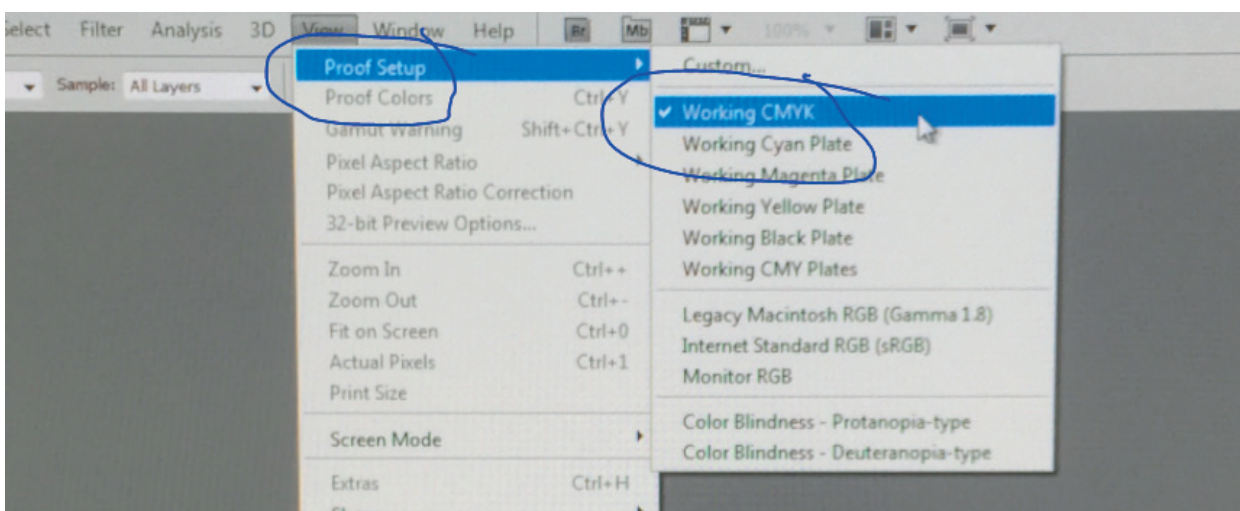 Select Filter Analysis 3D View Window Help Br Mb 100%
Sample: All Layers
Proof Setup
Proof Colors Ctrl+Y
Gamut Warning Shift+Ctrl+Y
Pixel Aspect Ratio
Pixel Aspect Ratio Correction
32-bit Preview Options...
Zoom In Ctrl++
Zoom Out Ctrl+-
Fit on Screen Ctrl+0
Actual Pixels Ctrl+1
Print Size
Screen Mode
Extras Ctrl+H
Custom...
Working CMYK
Working Cyan Plate
Working Magenta Plate
Working Yellow Plate
Working Black Plate
Working CMY Plates
Legacy Macintosh RGB (Gamma 1.8)
Internet Standard RGB (sRGB)
Monitor RGB
Color Blindness - Protanopia-type
Color Blindness - Deuteranopia-type